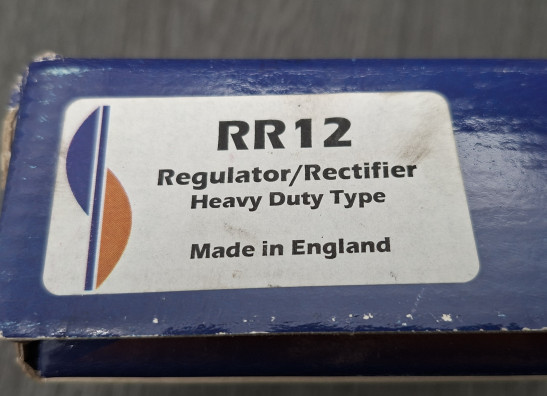 RR12
Regulator/Rectifier
Heavy Duty Type
Made in England